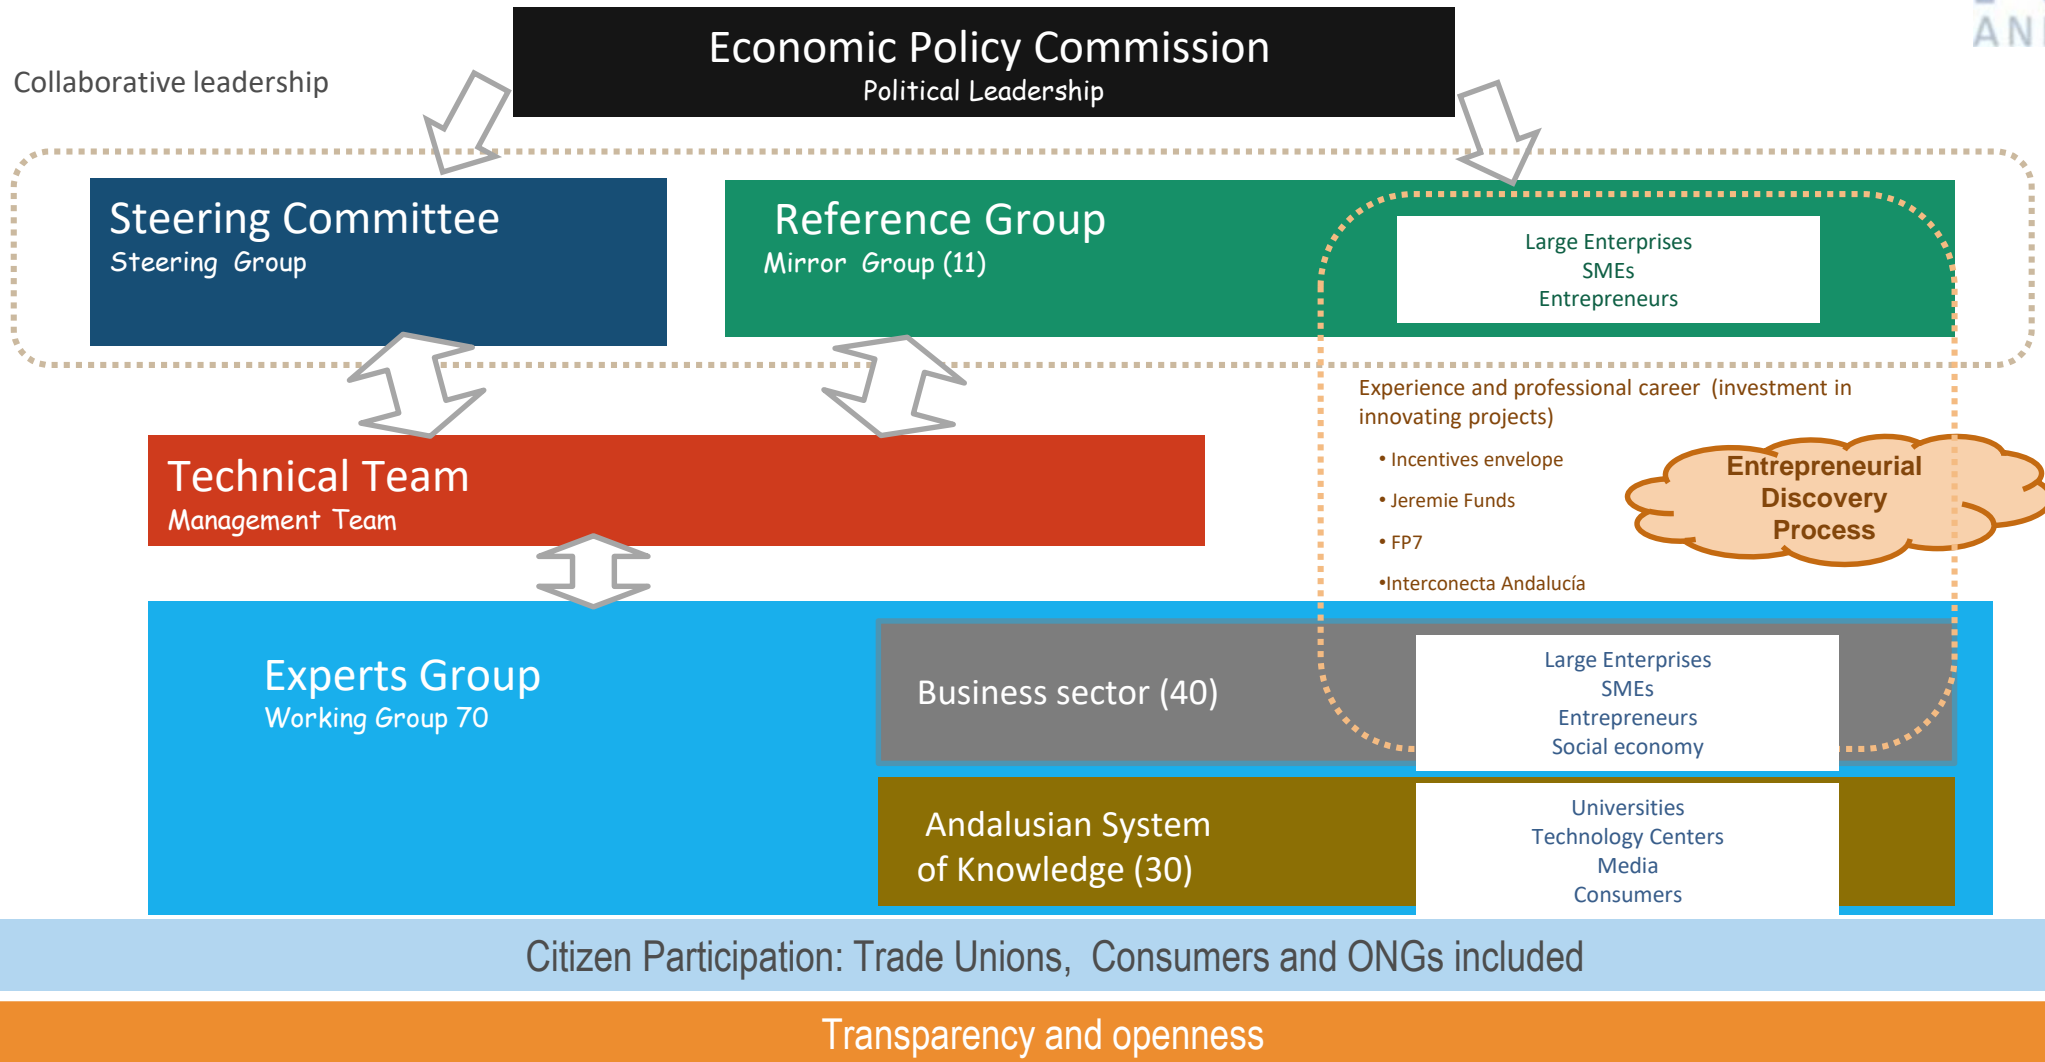 Economic Policy Commission
Political Leadership
Collaborative leadership
Steering Committee
Steering Group
Reference Group
Mirror Group (11)
Large Enterprises
SMEs
Entrepreneurs
Experience and professional career (investment in
innovating projects)
• Incentives envelope
• Jeremie Funds
• FP7
•Interconecta Andalucía
Entrepreneurial
Discovery
Process
Technical Team
Management Team
Experts Group
Working Group 70
Business sector (40)
Large Enterprises
SMEs
Entrepreneurs
Social economy
Andalusian System
of Knowledge (30)
Universities
Technology Centers
Media
Consumers
Citizen Participation: Trade Unions, Consumers and ONGs included
Transparency and openness